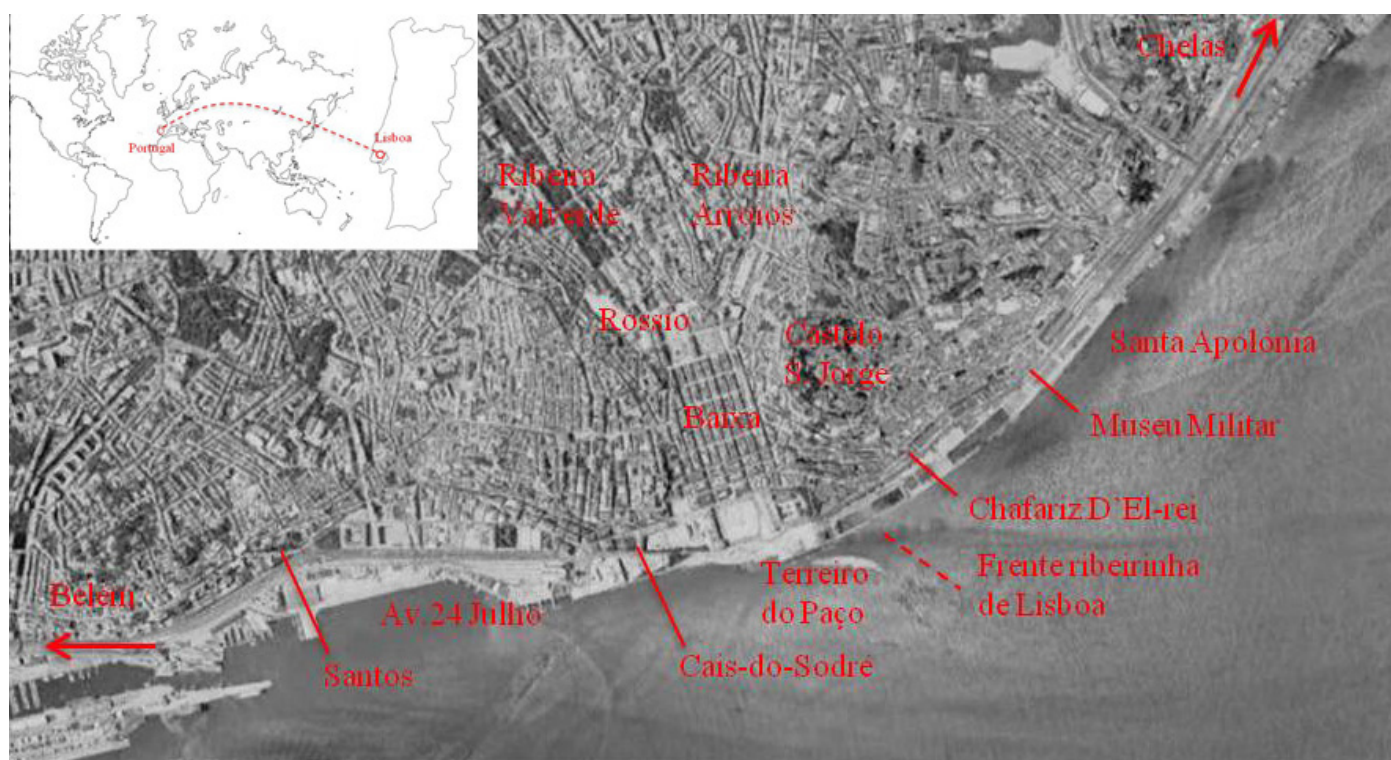 Chelas
Lisboa
Portugal
Ribeira
Valverde
Ribeira
Arroios
Rossio
Castelo
S. Jorge
Santa Apolónia
Baixa
Museu Militar
Chafariz D`El-rei
Frente ribeirinha
de Lisboa
Terreiro
do Paço
Belém
Av. 24 Julho
Santos
Cais-do-Sodré